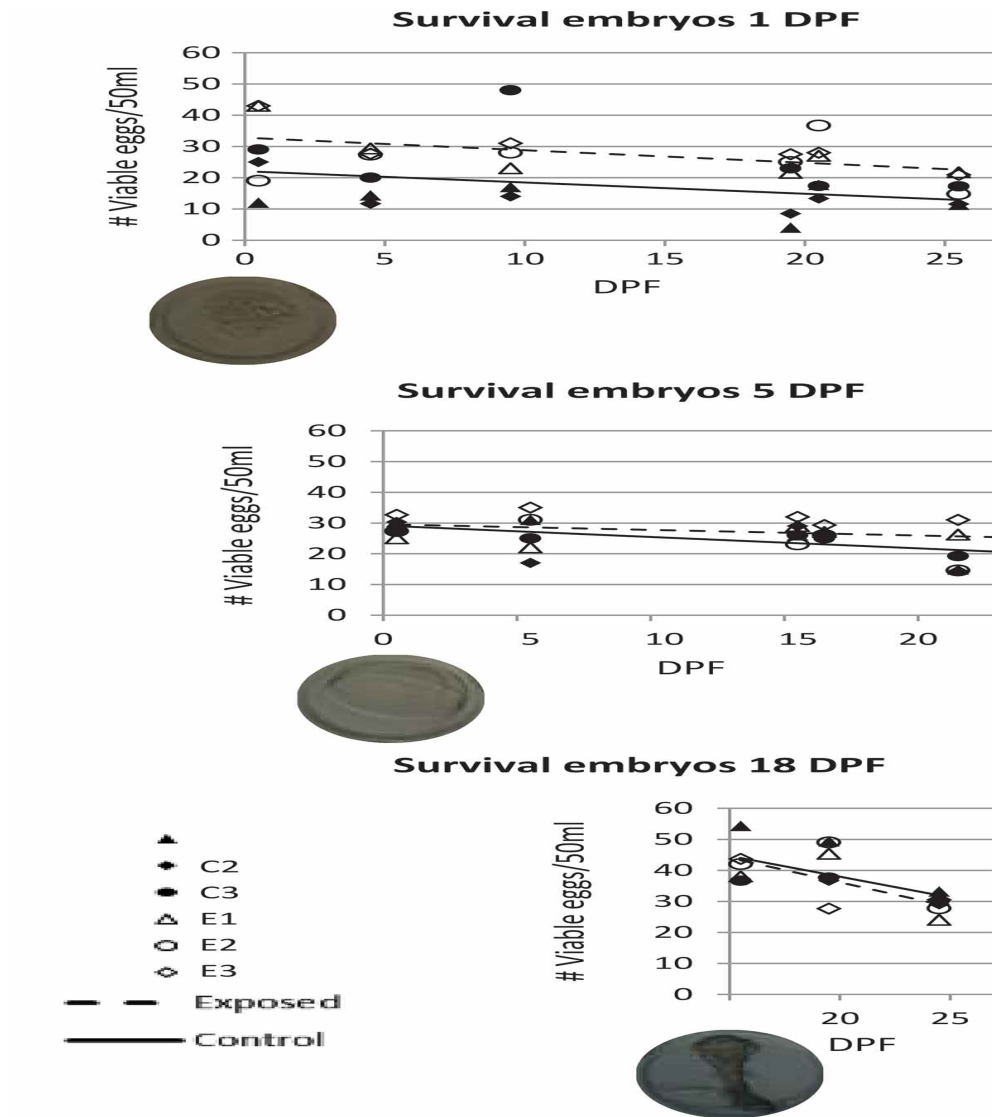 Survival embryos 1 DPF
# Viable eggs/50ml
60
50
40
30
20
10
0
0 5 10 15 20 25
DPF
Survival embryos 5 DPF
# Viable eggs/50ml
60
50
40
30
20
10
0
0 5 10 15 20
DPF
Survival embryos 18 DPF
# Viable eggs/50ml
60
50
40
30
20
10
0
20 25
DPF
C2
C3
E1
E2
E3
Exposed
Control